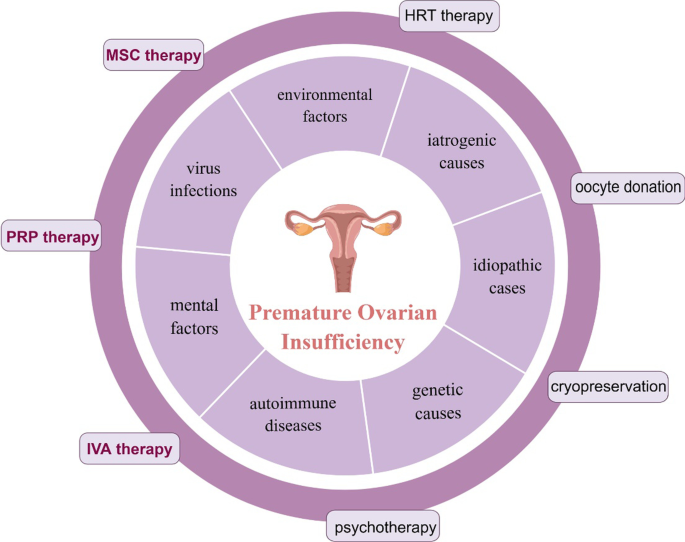 HRT therapy
MSC therapy
environmental
factors
iatrogenic
causes
virus
infections
oocyte donation
PRP therapy
idiopathic
cases
mental
factors
Premature Ovarian
Insufficiency
genetic
causes
cryopreservation
autoimmune
diseases
IVA therapy
psychotherapy